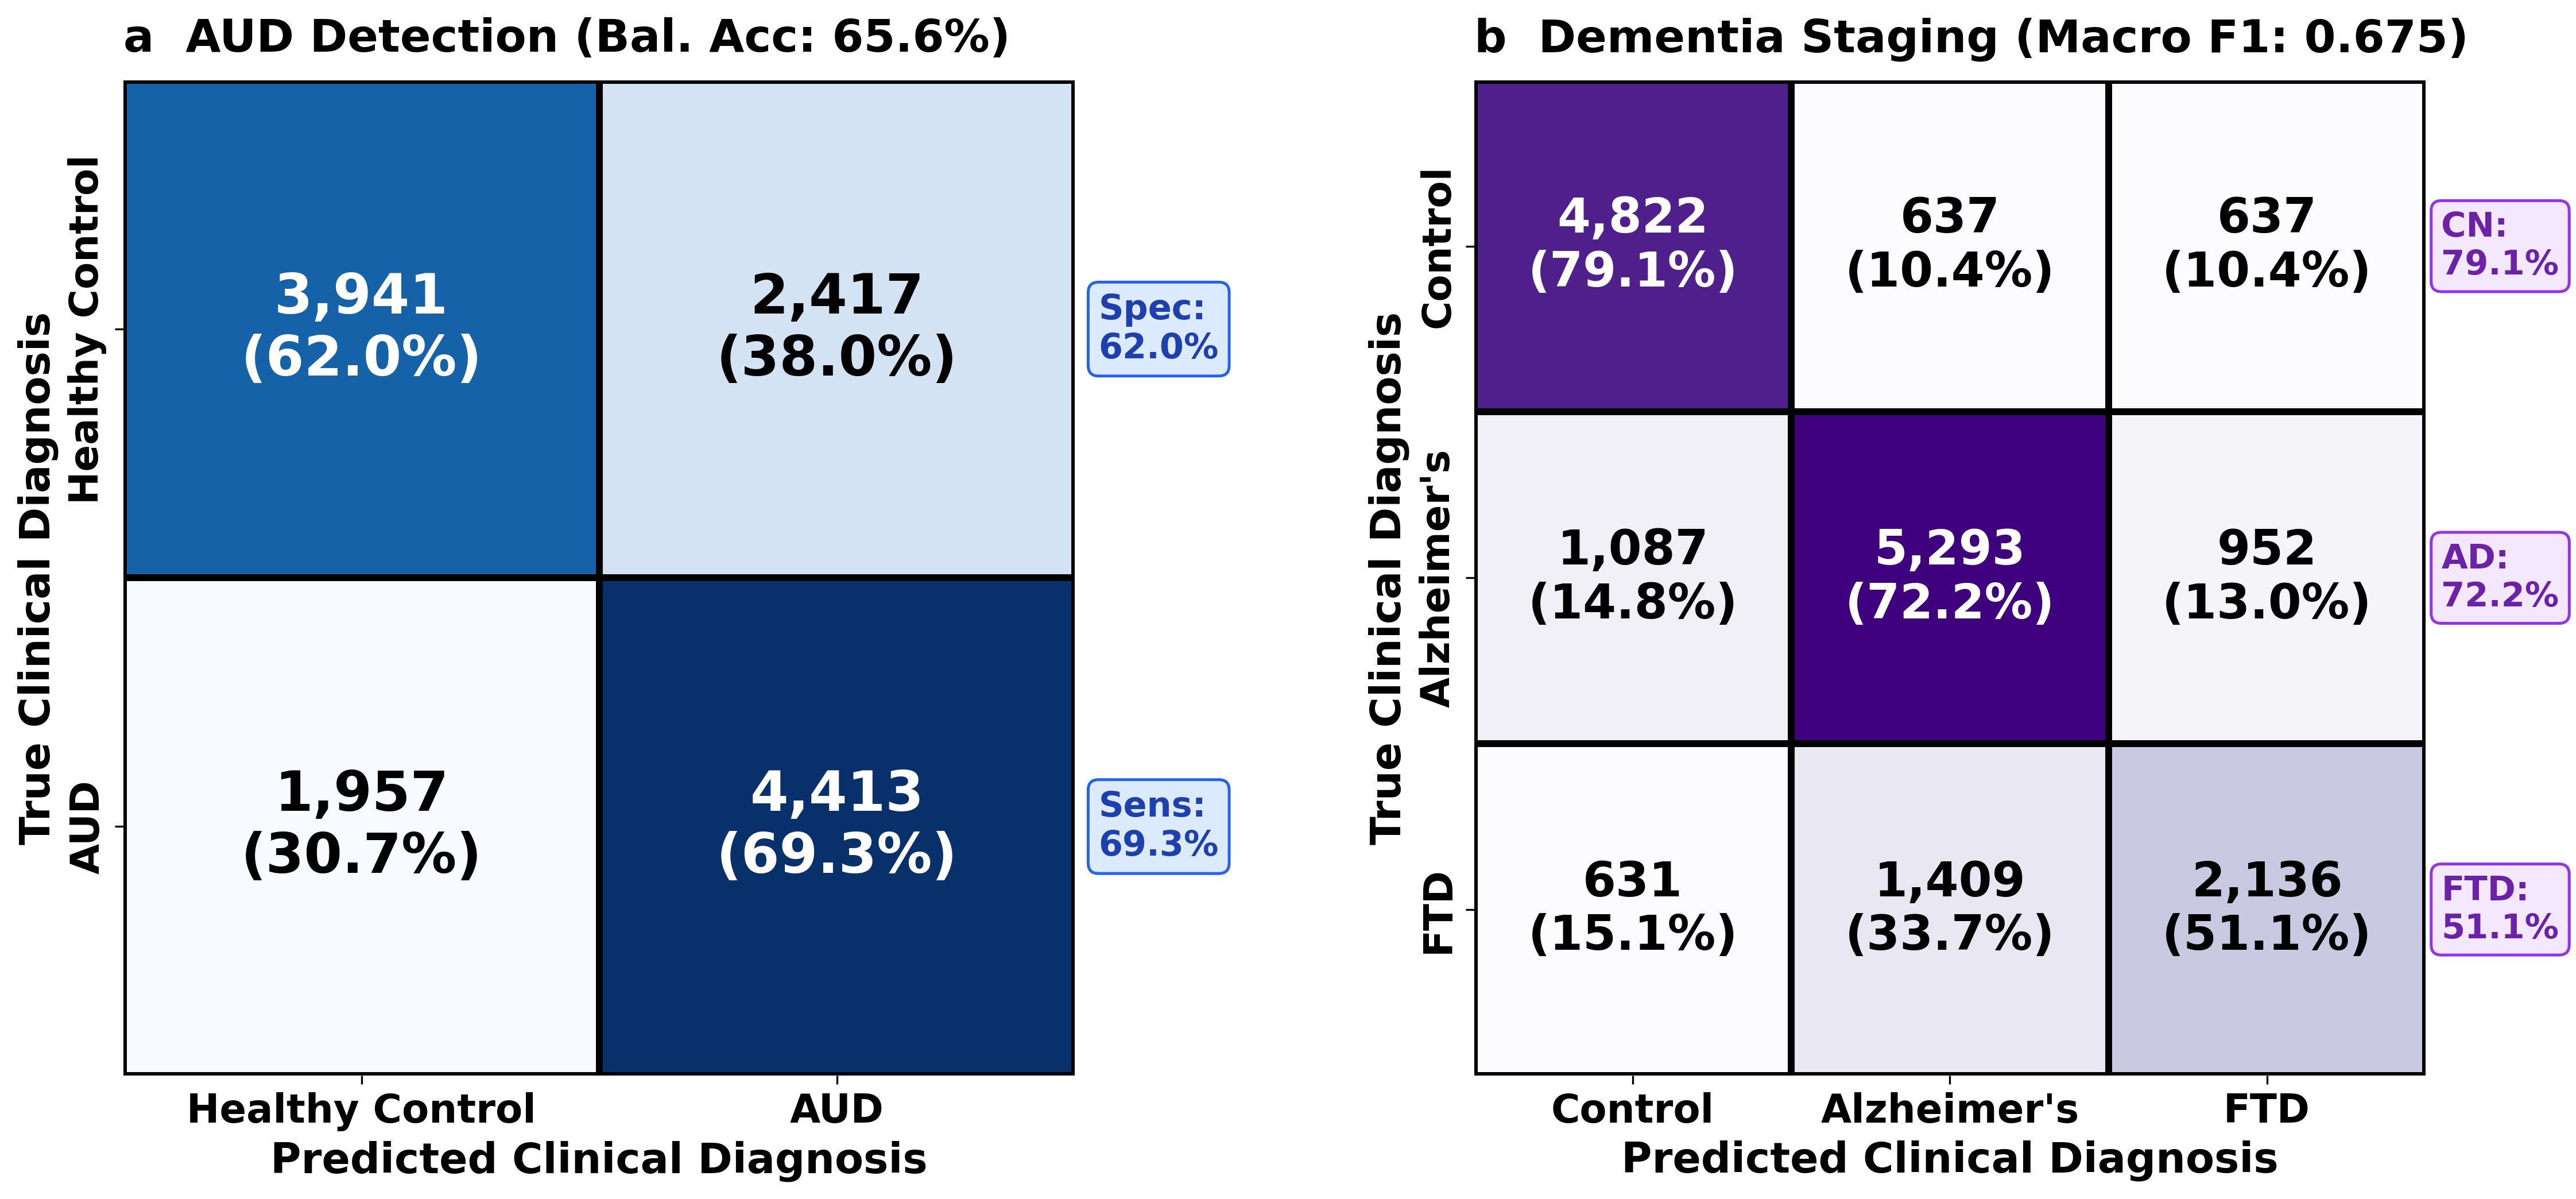 a AUD Detection (Bal. Acc: 65.6%)
True Clinical Diagnosis
Healthy Control
AUD
3,941
(62.0%)
2,417
(38.0%)
Spec:
62.0%
1,957
(30.7%)
4,413
(69.3%)
Sens:
69.3%
Healthy Control
AUD
Predicted Clinical Diagnosis
b Dementia Staging (Macro F1: 0.675)
True Clinical Diagnosis
Control
Alzheimer's
FTD
4,822
(79.1%)
637
(10.4%)
637
(10.4%)
CN:
79.1%
1,087
(14.8%)
5,293
(72.2%)
952
(13.0%)
AD:
72.2%
631
(15.1%)
1,409
(33.7%)
2,136
(51.1%)
FTD:
51.1%
Control
Alzheimer's
FTD
Predicted Clinical Diagnosis